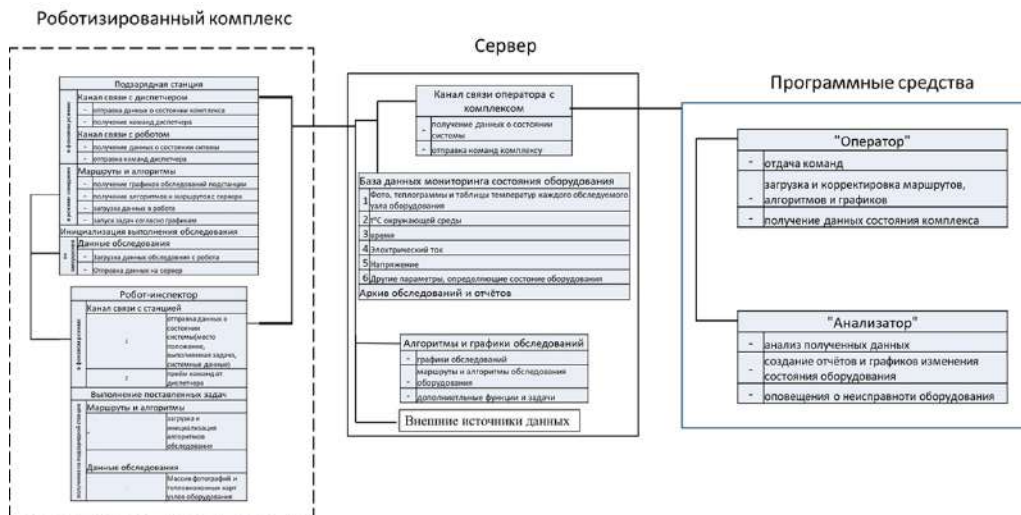 Роботизированный комплекс
Подзарядная станция
Канал связи с диспетчером
- отправка данных о состоянии комплекса
- получение команд диспетчера
Канал связи с роботом
- получение данных о состоянии
- отправка команд диспетчера
Маршруты и алгоритмы
- получение графиков обследований подстанции
- получение алгоритмов и маршрутов с сервера
- загрузка данных в робота
- запуск задач согласно графикам
Инициализация выполнения обследования
Данные обследования
- Загрузка данных обследования с робота
- Отправка данных на сервер
Робот-инспектор
Канал связи с станцией
отправка данных о
состоянии
системы(место
положение,
выполняемая задача,
системные данные)
2 приём команд от
диспетчера
Выполнение поставленных задач
Маршруты и алгоритмы
- загрузка и
инициализация
алгоритмов
обследования
Данные обследования
Массив фотографий и
тепловизионных карт
узлов оборудования
Сервер
Канал связи оператора с
комплексом
- получение данных о состоянии
системы
- отправка команд комплексу
База данных мониторинга состояния оборудования
1 Фото, теплограммы и таблицы температур каждого обследуемого
узла оборудования
2 t°C окружающей среды
3 время
4 Электрический ток
5 Напряжение
6 Другие параметры, определяющие состоние оборудования
Архив обследований и отчётов
Алгоритмы и графики обследований
- графики обследований
маршруты и алгоритмы обследования
- оборудования
- дополнительные функции и задачи
Внешние источники данных
Программные средства
"Оператор"
- отдача команд
загрузка и корректировка маршрутов,
- алгоритмов и графиков
- получение данных состояния комплекса
"Анализатор"
- анализ полученных данных
- создание отчётов и графиков изменения
состояния оборудования
- оповещения о неисправноти оборудования